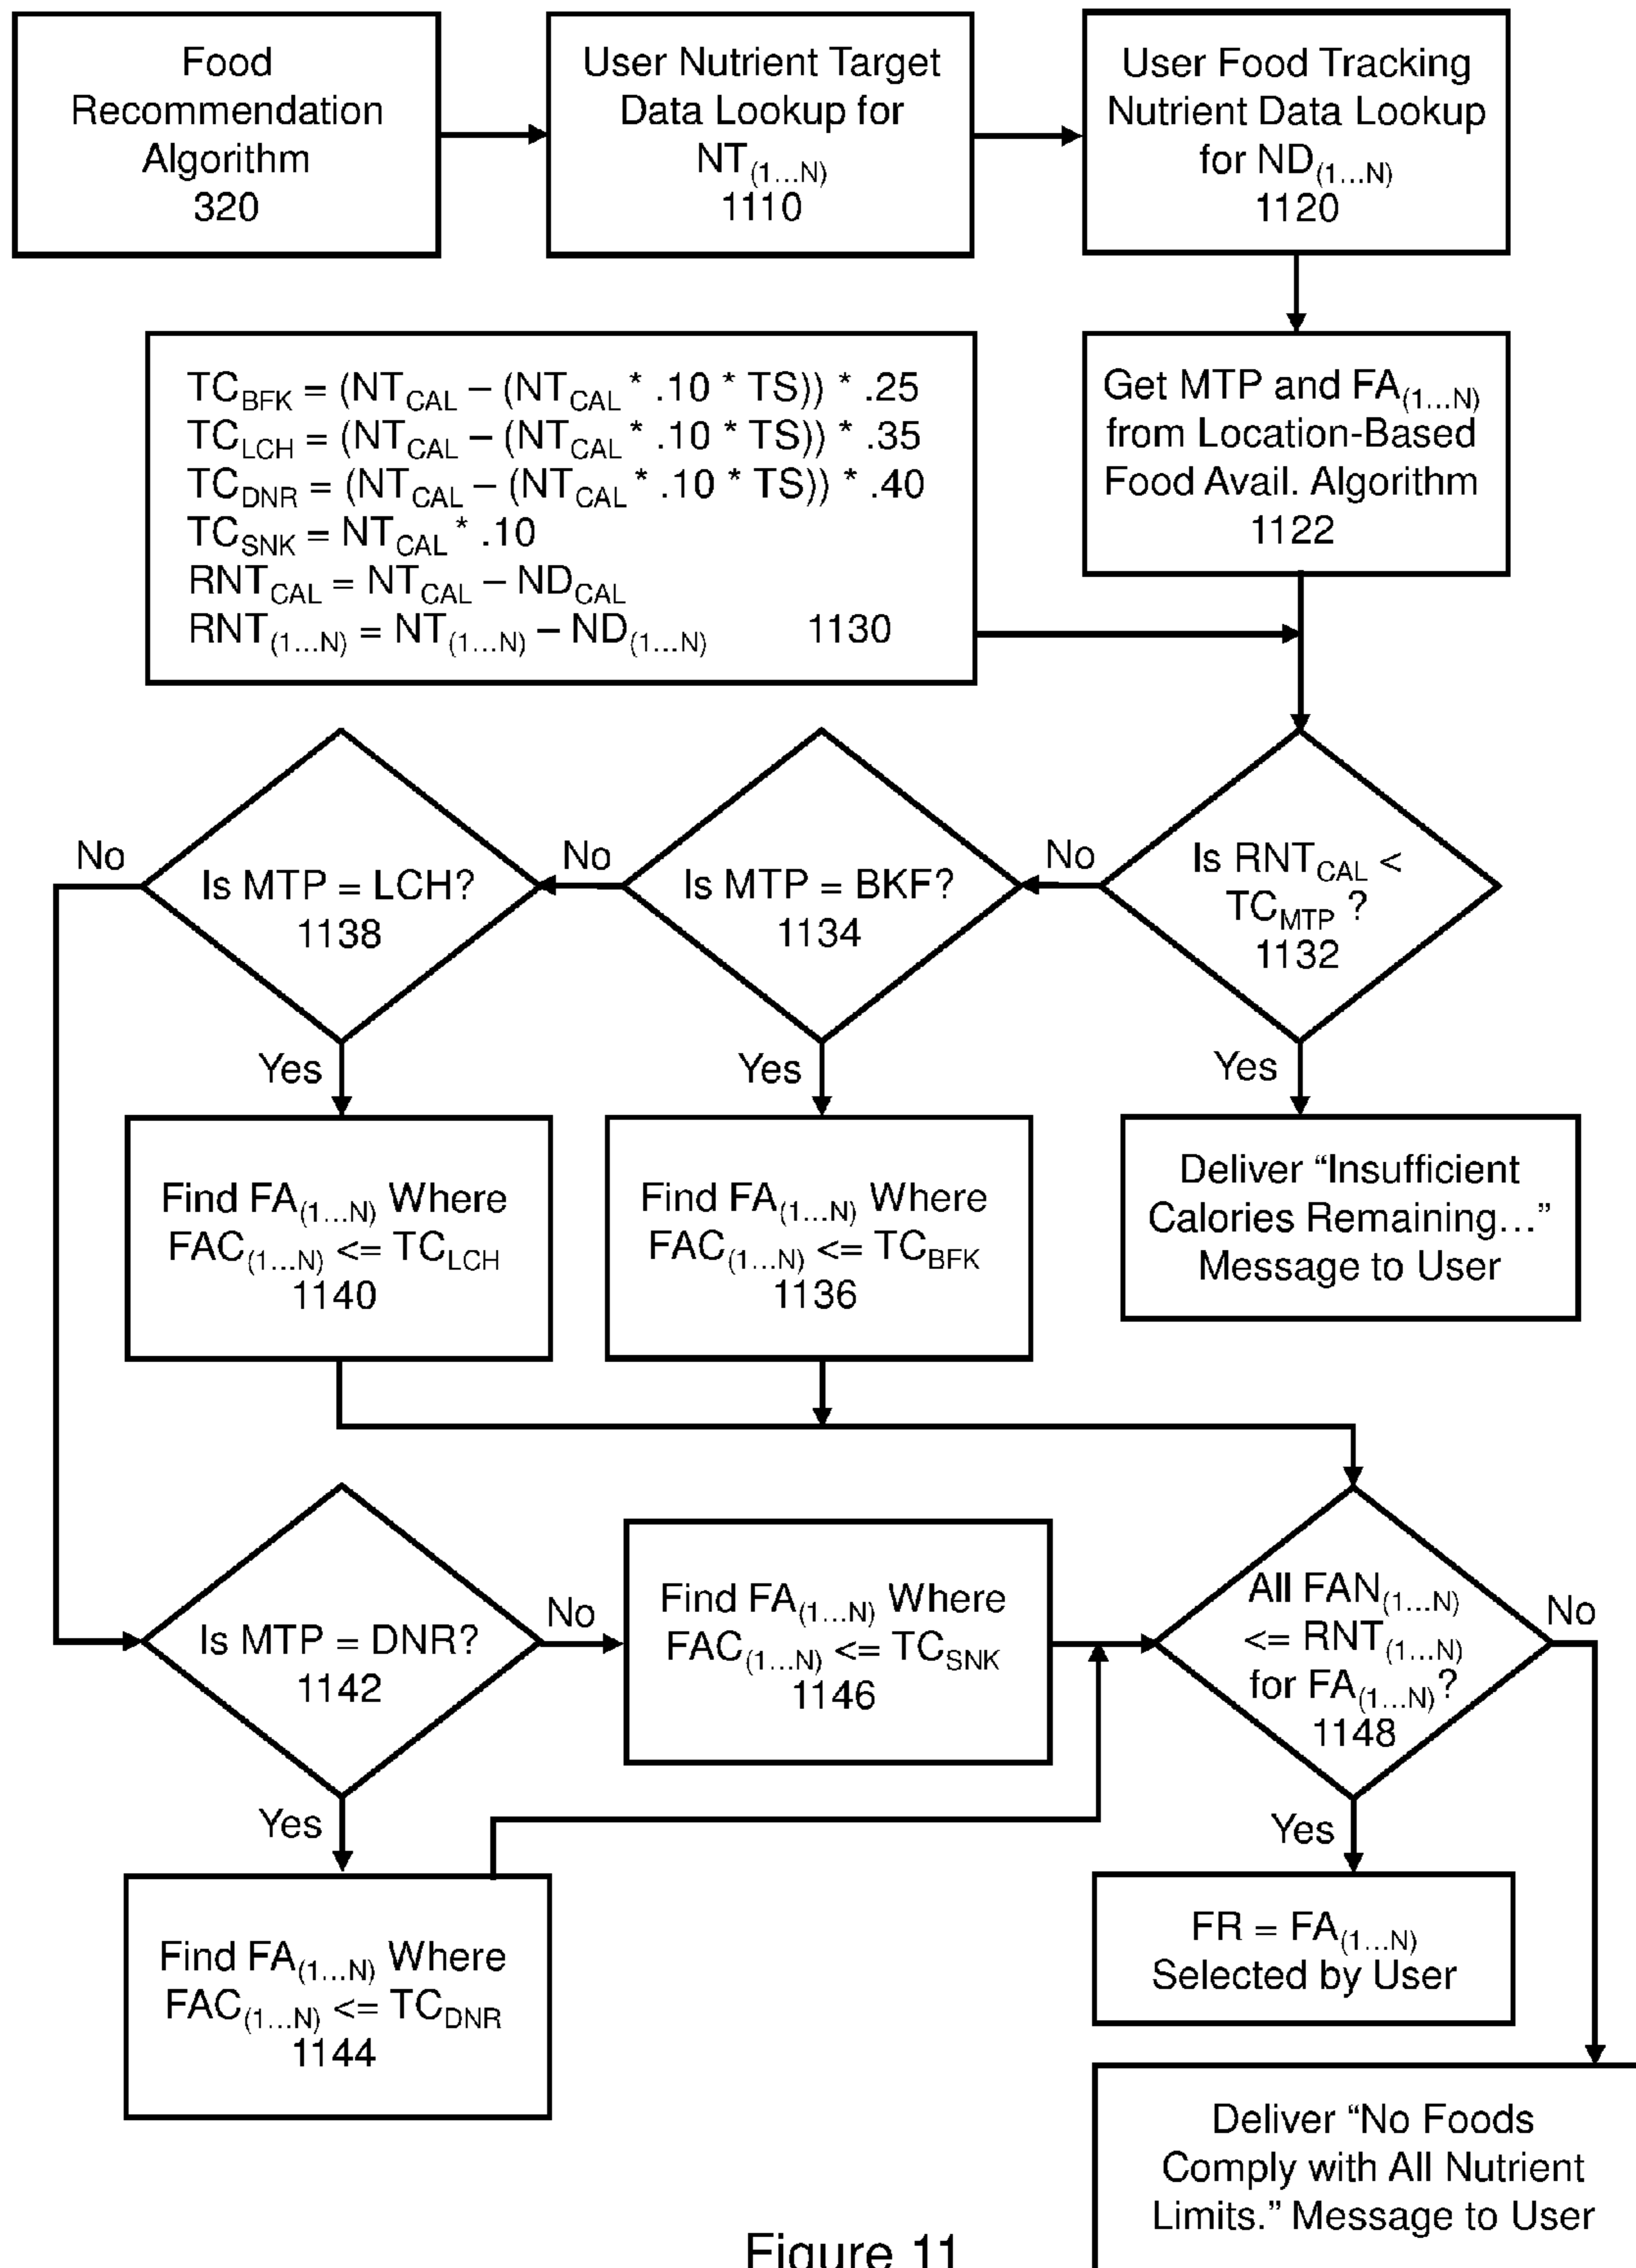 Food
Recommendation
Algorithm
320
User Nutrient Target
Data Lookup for
NT(1...N)
1110
User Food Tracking
Nutrient Data Lookup
for ND(1...N)
1120
TCBFK = (NTCAL – (NTCAL * .10 * TS)) * .25
TCLCH = (NTCAL – (NTCAL * .10 * TS)) * .35
TCDNR = (NTCAL – (NTCAL * .10 * TS)) * .40
TCSNK = NTCAL * .10
RNTCAL = NTCAL – NDCAL
RNT(1...N) = NT(1...N) – ND(1...N) 1130
Get MTP and FA(1...N)
from Location-Based
Food Avail. Algorithm
1122
No
Is MTP = LCH?
1138
No
Is MTP = BKF?
1134
No
Is RNTCAL <
TCMTP ?
1132
Yes
Yes
Yes
Find FA(1...N) Where
FAC(1...N) <= TCLCH
1140
Find FA(1...N) Where
FAC(1...N) <= TCBFK
1136
Deliver “Insufficient
Calories Remaining...”
Message to User
Is MTP = DNR?
1142
No
Find FA(1...N) Where
FAC(1...N) <= TCSNK
1146
All FAN(1...N)
<= RNT(1...N)
for FA(1...N)?
1148
No
Yes
Yes
Find FA(1...N) Where
FAC(1...N) <= TCDNR
1144
FR = FA(1...N)
Selected by User
Deliver “No Foods
Comply with All Nutrient
Limits.” Message to User
Figure 11